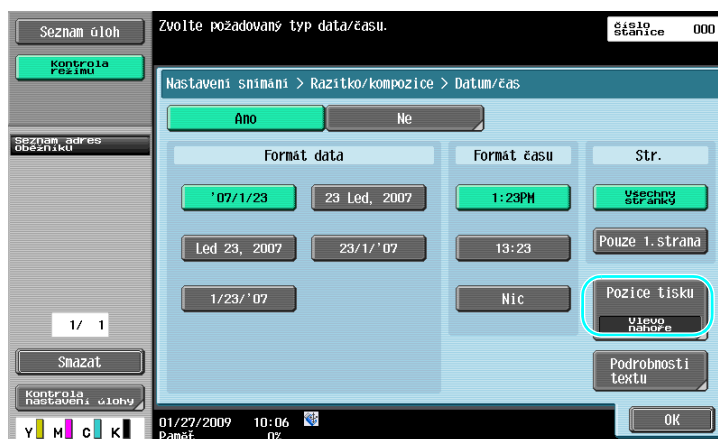 Seznam úloh
Kontrola
režimu
Seznam adres
oběžníku
1/ 1
Smazat
Kontrola
nastavení úlohy
Y M C K
Zvolte požadovaný typ data/času.
číslo
stanice 000
Nastavení snímání > Razítko/kompozice > Datum/čas
Ano Ne
Formát data Formát času Str.
'07/1/23 23 Led, 2007 1:23PM Všechny
stránky
Led 23, 2007 23/1/'07 13:23 Pouze 1.strana
1/23/'07 Nic Pozice tisku
Vlevo
nahoře
Podrobnosti
textu
01/27/2009 10:06
Paměť 0%
OK